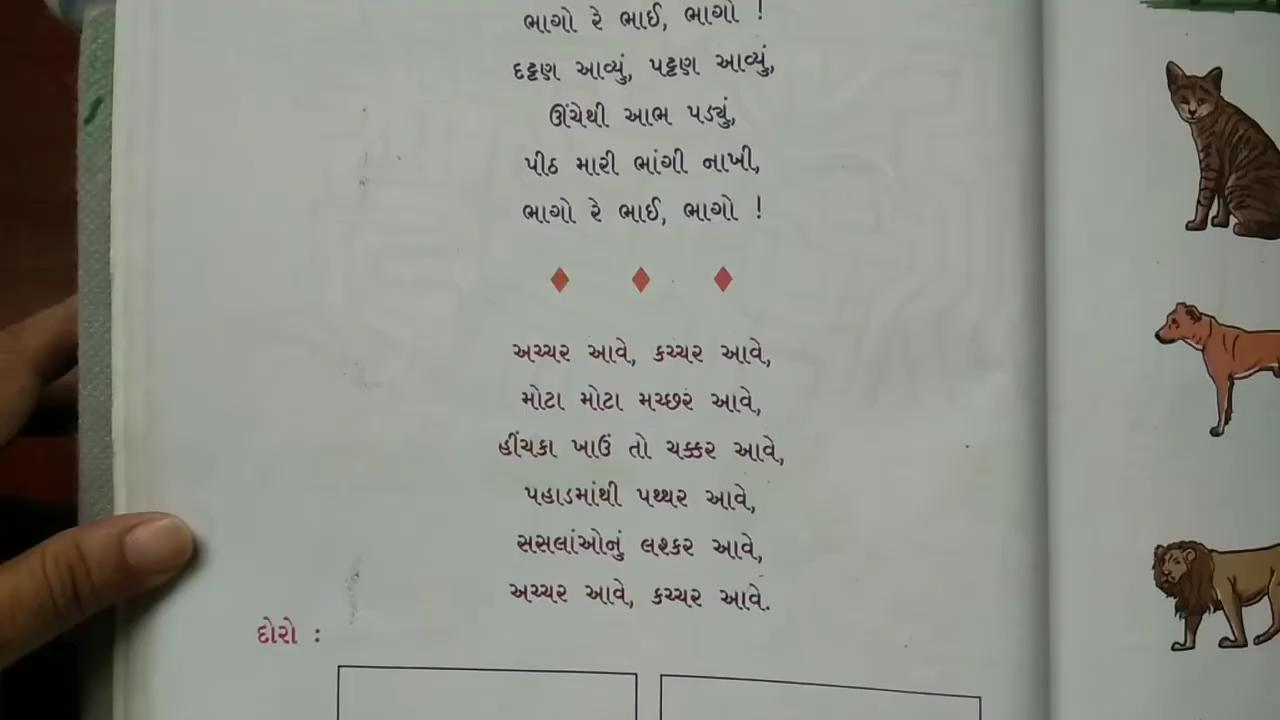 ભાગો રે ભાઈ, ભાગો !
દટ્ટણ આવ્યું, પટ્ટણ આવ્યું,
ઊંચેથી આભ પડ્યું,
પીઠ મારી ભાંગી નાખી,
ભાગો રે ભાઈ, ભાગો !
અચ્ચર આવે, કચ્ચર આવે,
મોટા મોટા મચ્છર આવે,
હીંચકા ખાઉં તો ચક્કર આવે,
પહાડમાંથી પથ્થર આવે,
સસલાંઓનું લશ્કર આવે,
અચ્ચર આવે, કચ્ચર આવે.
દોરો :